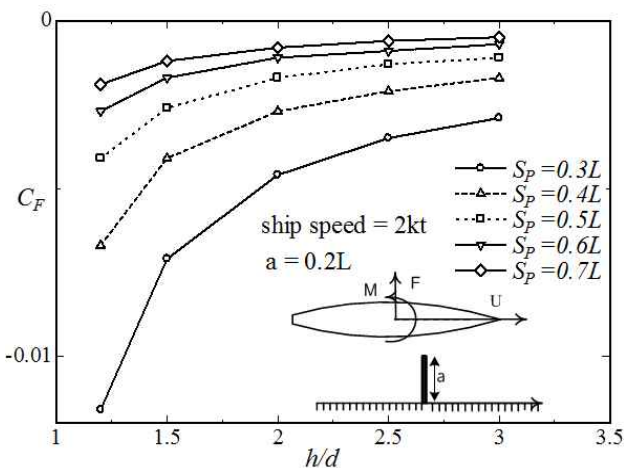 0
C_F
-0.01
S_P=0.3L
S_P=0.4L
S_P=0.5L
S_P=0.6L
S_P=0.7L
ship speed = 2kt
a = 0.2L
M
F
U
a
1 1.5 2 2.5 3 3.5
h/d